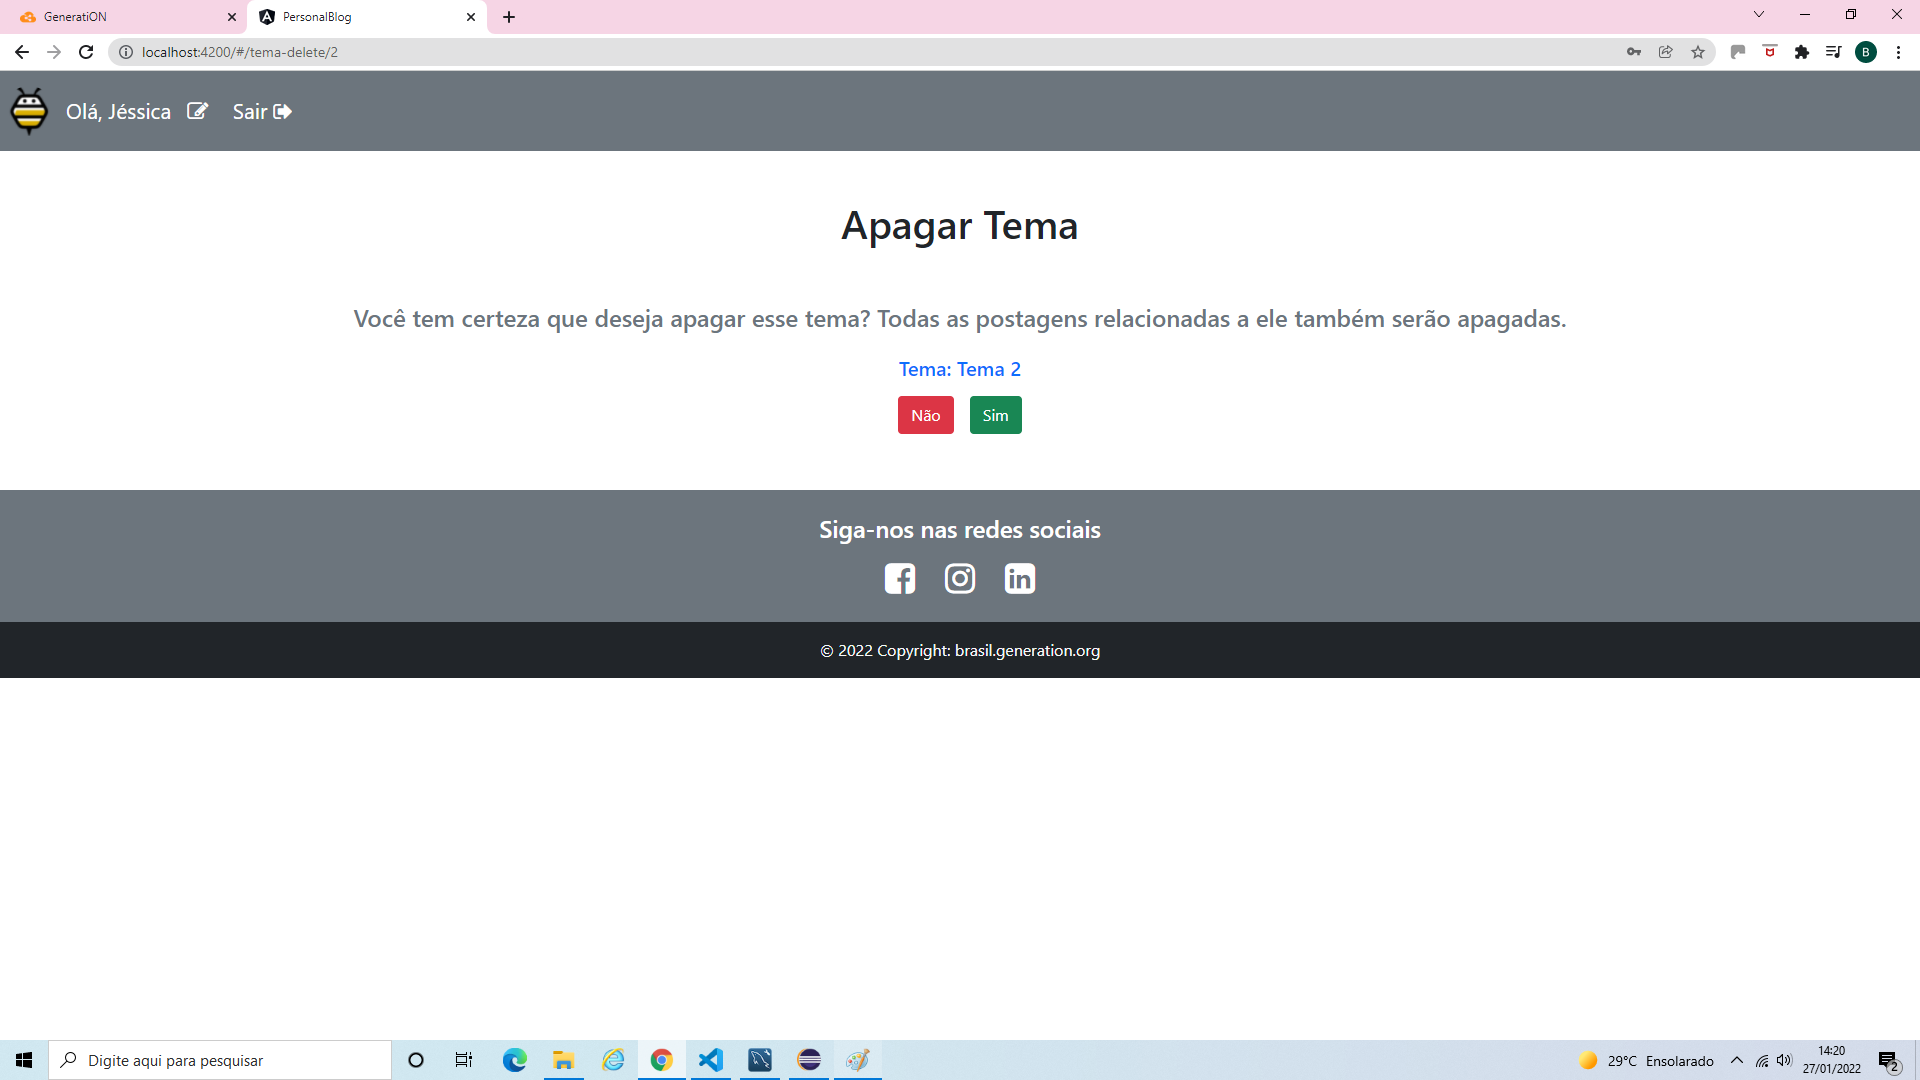 GeneratiON
PersonalBlog
localhost:4200/#/tema-delete/2
B
Olá, Jéssica
Sair
Apagar Tema
Você tem certeza que deseja apagar esse tema? Todas as postagens relacionadas a ele também serão apagadas.
Tema: Tema 2
Não
Sim
Siga-nos nas redes sociais
© 2022 Copyright: brasil.generation.org
Digite aqui para pesquisar
29°C Ensolarado
14:20
27/01/2022
2